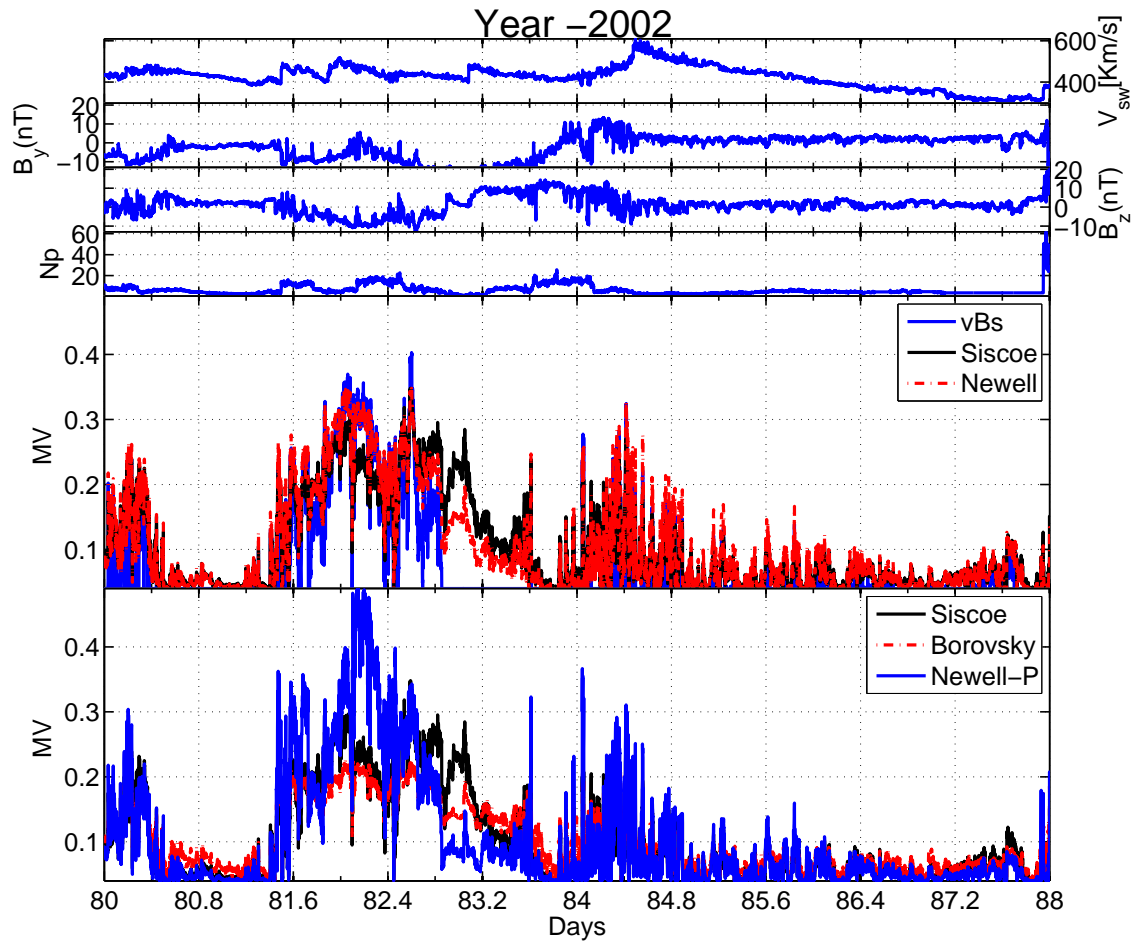 Year −2002
600
400
V_sw[Km/s]
20
10
0
−10
B_y(nT)
20
10
0
−10
B_z(nT)
60
40
20
Np
vBs
Siscoe
Newell
0.4
0.3
0.2
0.1
MV
Siscoe
Borovsky
Newell−P
0.4
0.3
0.2
0.1
MV
80 80.8 81.6 82.4 83.2 84 84.8 85.6 86.4 87.2 88
Days